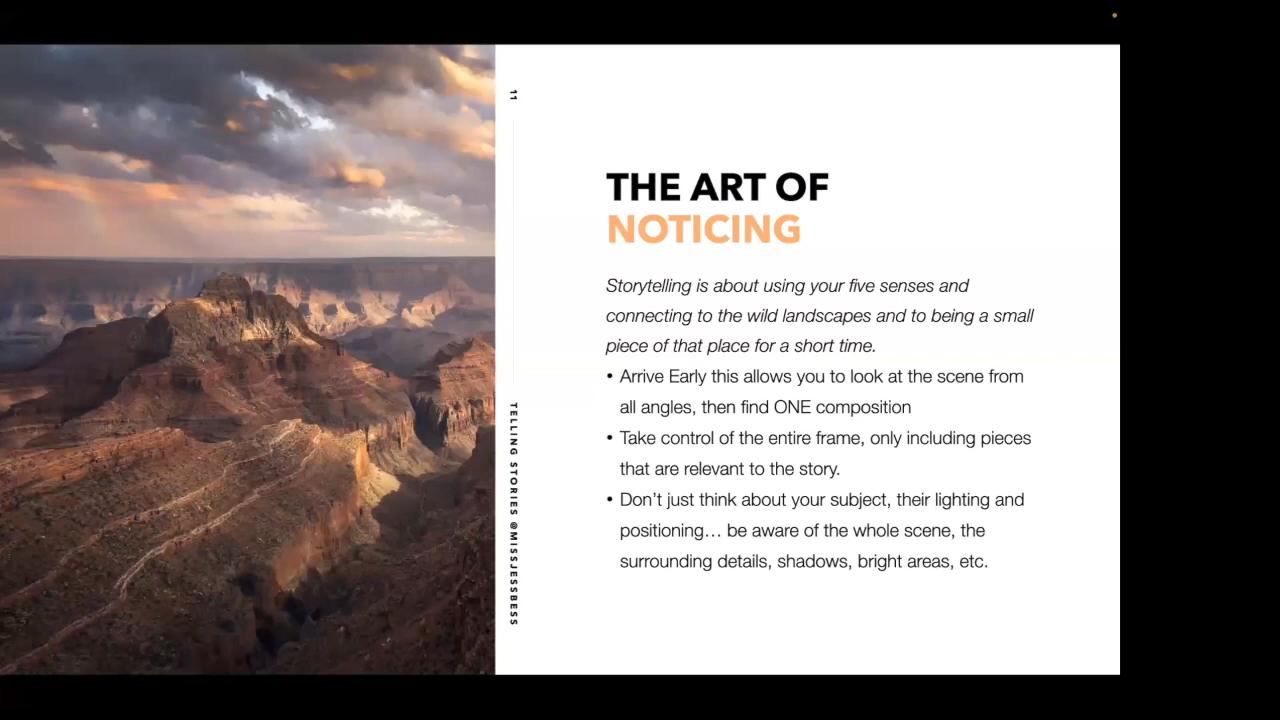 11
THE ART OF
NOTICING
Storytelling is about using your five senses and
connecting to the wild landscapes and to being a small
piece of that place for a short time.
• Arrive Early this allows you to look at the scene from
all angles, then find ONE composition
• Take control of the entire frame, only including pieces
that are relevant to the story.
• Don’t just think about your subject, their lighting and
positioning… be aware of the whole scene, the
surrounding details, shadows, bright areas, etc.
TELLING STORIES @MISSJESSBESS